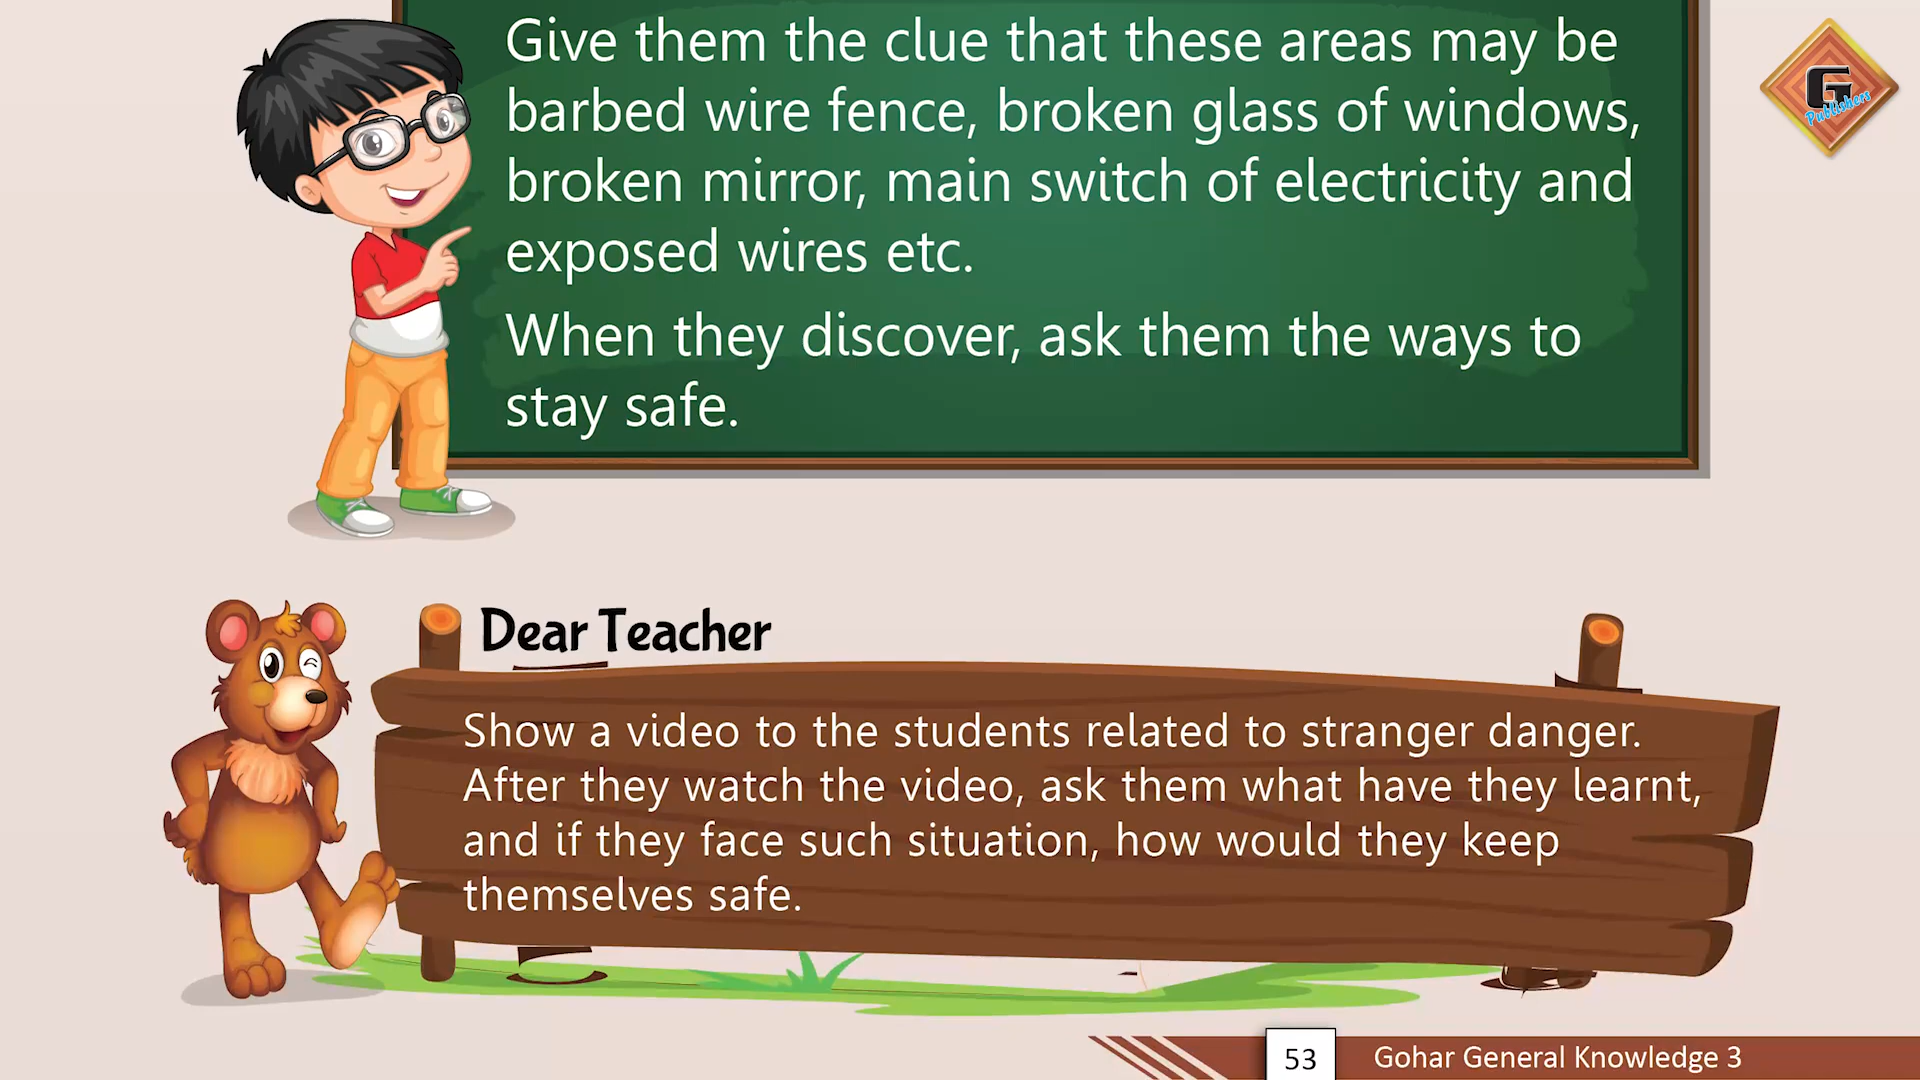 Give them the clue that these areas may be
barbed wire fence, broken glass of windows,
broken mirror, main switch of electricity and
exposed wires etc.
When they discover, ask them the ways to
stay safe.
G
Publishers
Dear Teacher
Show a video to the students related to stranger danger.
After they watch the video, ask them what have they learnt,
and if they face such situation, how would they keep
themselves safe.
53
Gohar General Knowledge 3